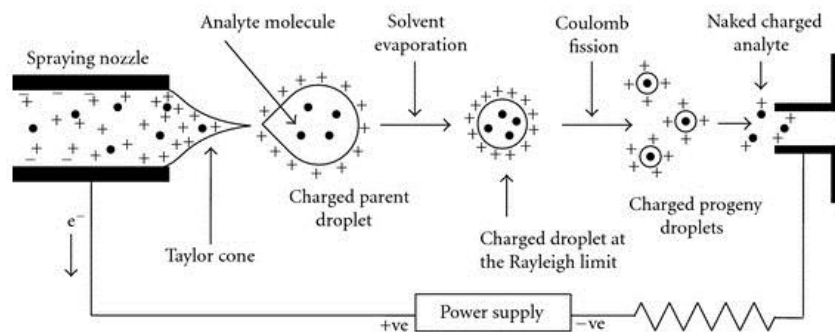 Spraying nozzle
Analyte molecule
Solvent
evaporation
Coulomb
fission
Naked charged
analyte
Charged parent
droplet
Taylor cone
Charged droplet at
the Rayleigh limit
Charged progeny
droplets
e⁻
+ve
Power supply
−ve